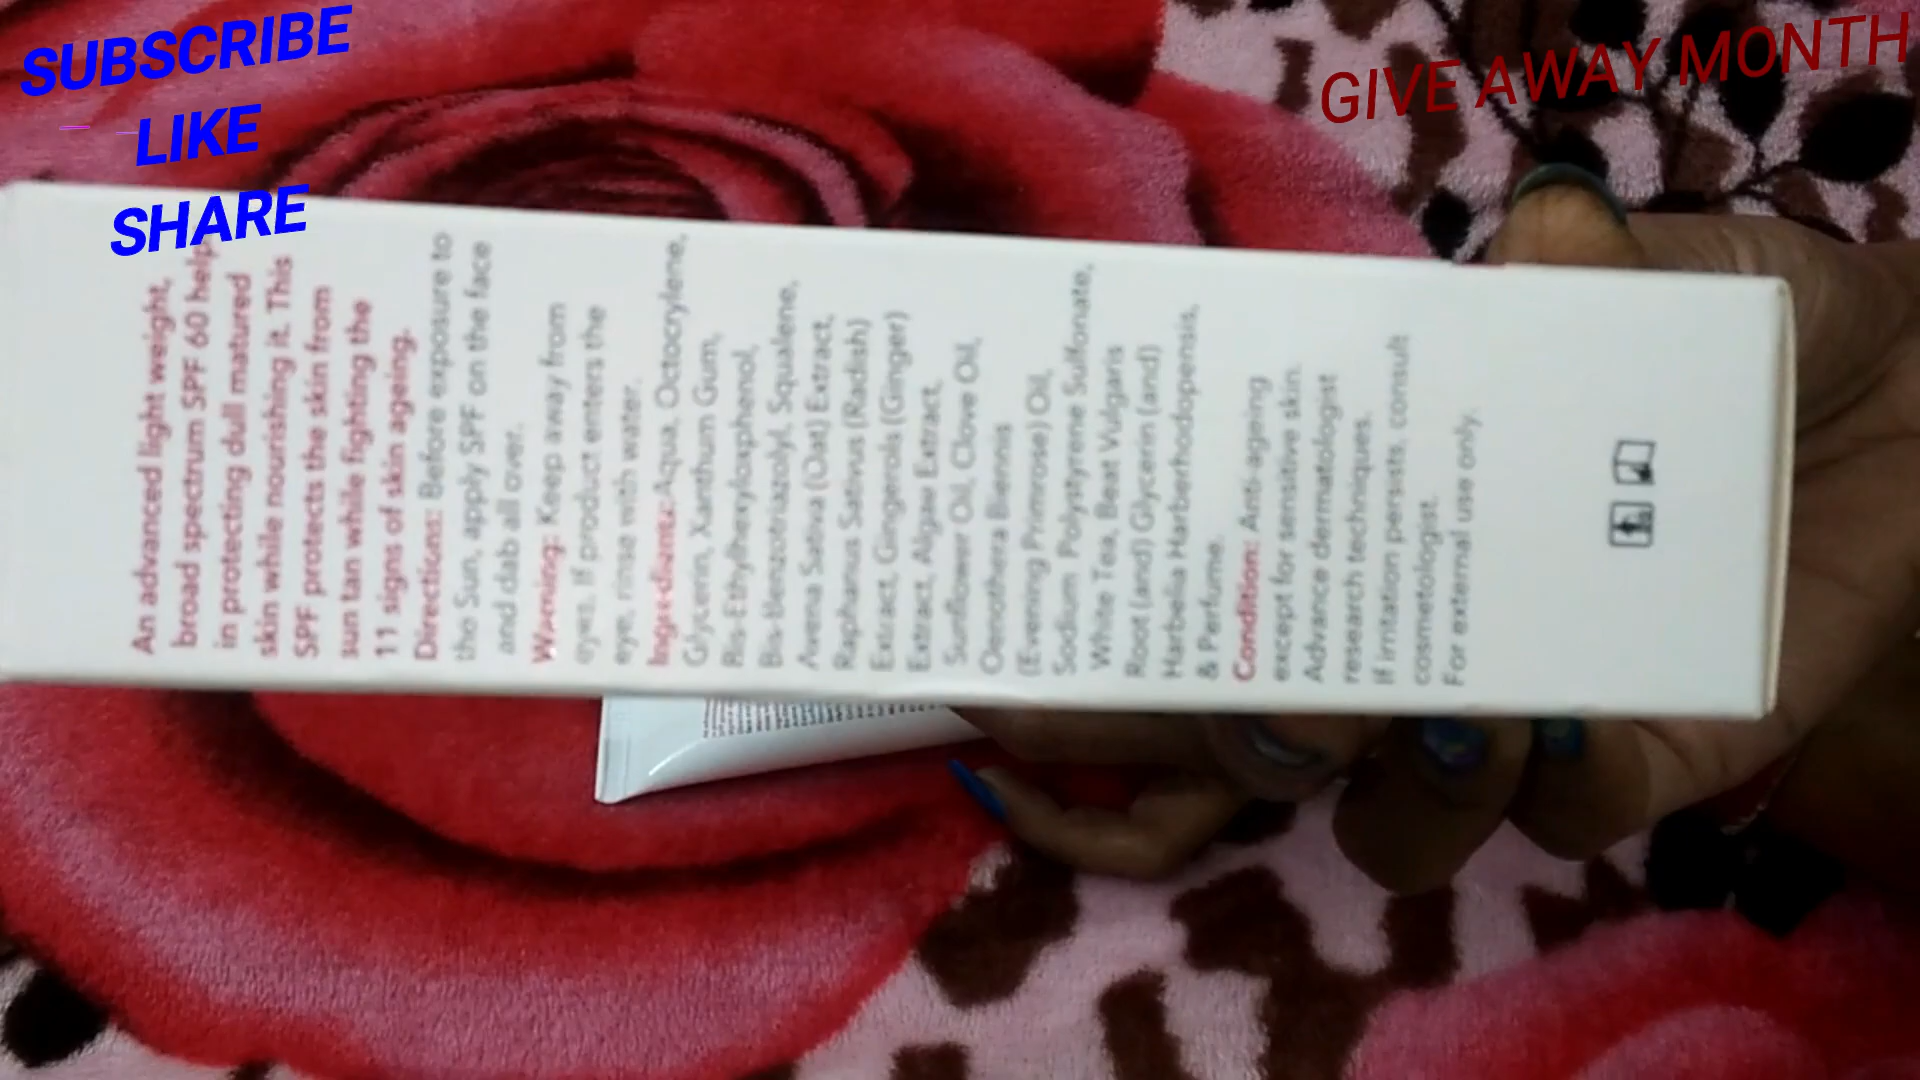 SUBSCRIBE
LIKE
SHARE
GIVE AWAY MONTH
An advanced light weight,
broad spectrum SPF 60 help
in protecting dull matured
skin while nourishing it. This
SPF protects the skin from
sun tan while fighting the
11 signs of skin ageing.
Directions: Before exposure to
tho Sun, apply SPF on the face
and dab all over.
Warning: Keep away from
eyes. If product enters the
eye, rinse with water.
Ingredients: Aqua, Octocrylene,
Glycerin, Xanthum Gum,
Bis-Ethylhexyloxphenol,
Bis-Benzotriazolyl, Squalene,
Avena Sativa (Oat) Extract,
Raphanus Sativus (Radish)
Extract, Gingerols (Ginger)
Extract, Algae Extract,
Sunflower Oil, Clove Oil,
Oenothera Biennis
(Evening Primrose) Oil,
Sodium Polystyrene Sulfonate,
White Tea, Beat Vulgaris
Root (and) Glycerin (and)
Harbelia Harberhodopensis,
& Perfume.
Condition: Anti-ageing
except for sensitive skin.
Advance dermatologist
research techniques.
If irritation persists, consult
cosmetologist.
For external use only.